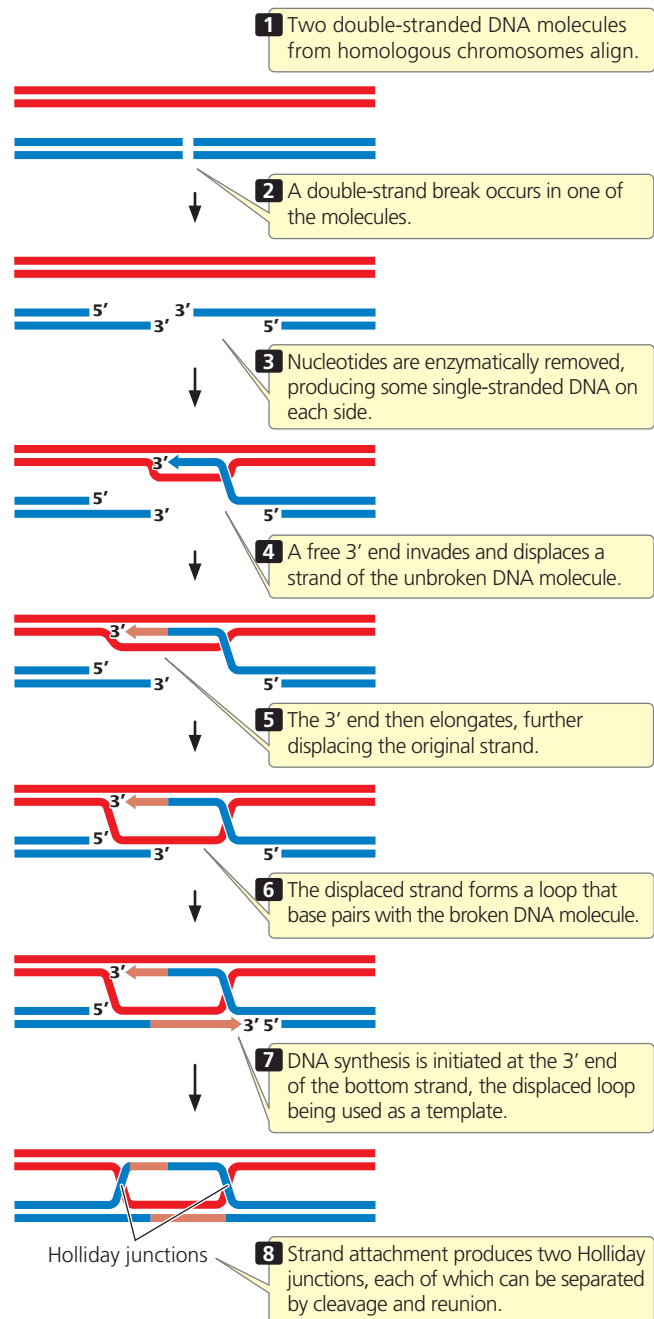 1 Two double-stranded DNA molecules
from homologous chromosomes align.
2 A double-strand break occurs in one of
the molecules.
5′ 3′
3′ 5′
3 Nucleotides are enzymatically removed,
producing some single-stranded DNA on
each side.
3′
5′
3′ 5′
4 A free 3′ end invades and displaces a
strand of the unbroken DNA molecule.
3′
5′
3′ 5′
5 The 3′ end then elongates, further
displacing the original strand.
3′
5′
3′ 5′
6 The displaced strand forms a loop that
base pairs with the broken DNA molecule.
3′
5′
3′ 5′
7 DNA synthesis is initiated at the 3′ end
of the bottom strand, the displaced loop
being used as a template.
Holliday junctions
8 Strand attachment produces two Holliday
junctions, each of which can be separated
by cleavage and reunion.